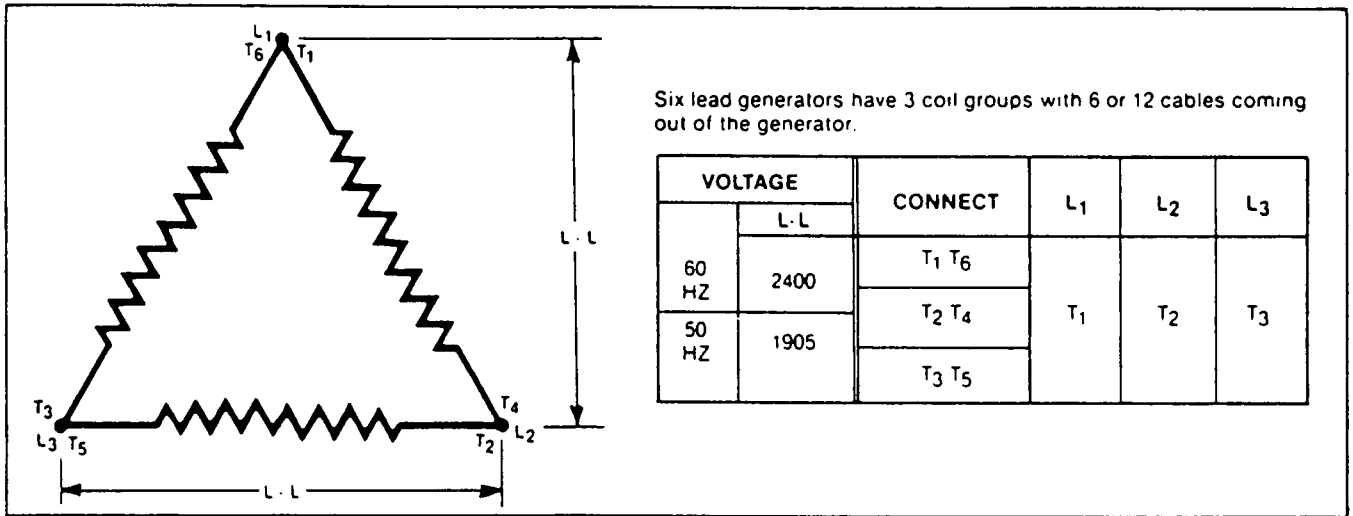 L1
T6 T1
L·L
T3 T4
L3 T5 T2 L2
L·L
Six lead generators have 3 coil groups with 6 or 12 cables coming
out of the generator.
VOLTAGE CONNECT L1 L2 L3
L·L
60 HZ 2400 T1 T6
T2 T4 T1 T2 T3
50 HZ 1905
T3 T5